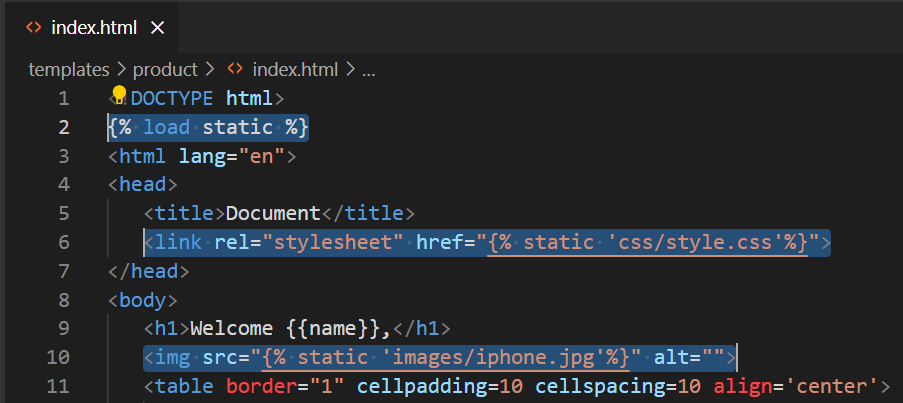 <> index.html ×
templates > product > <> index.html > ...
1 <!DOCTYPE html>
2 {% load static %}
3 <html lang="en">
4 <head>
5 <title>Document</title>
6 <link rel="stylesheet" href="{% static 'css/style.css'%}">
7 </head>
8 <body>
9 <h1>Welcome {{name}},</h1>
10 <img src="{% static 'images/iphone.jpg'%}" alt="">
11 <table border="1" cellpadding=10 cellspacing=10 align='center'>